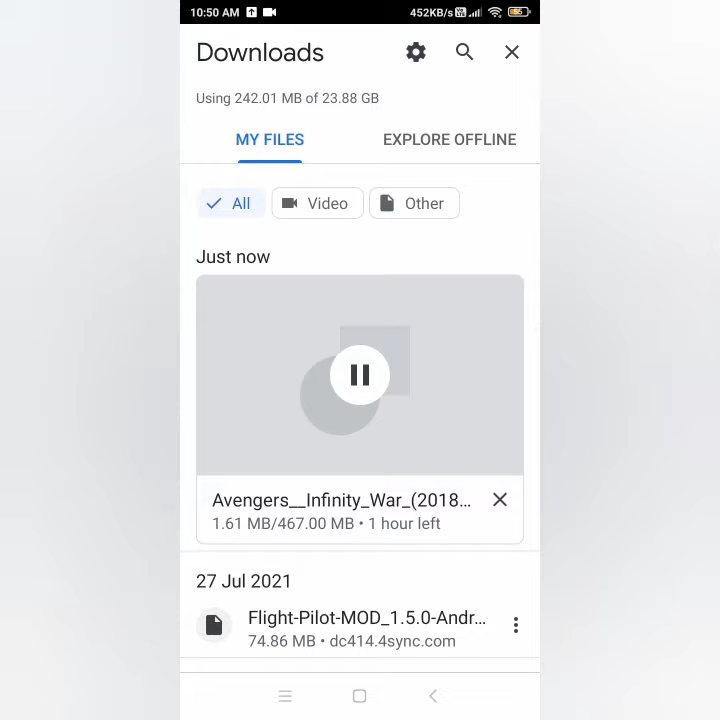 10:50 AM 452KB/s 55
Downloads
Using 242.01 MB of 23.88 GB
MY FILES EXPLORE OFFLINE
All Video Other
Just now
Avengers__Infinity_War_(2018...
1.61 MB/467.00 MB • 1 hour left
27 Jul 2021
Flight-Pilot-MOD_1.5.0-Andr...
74.86 MB • dc414.4sync.com